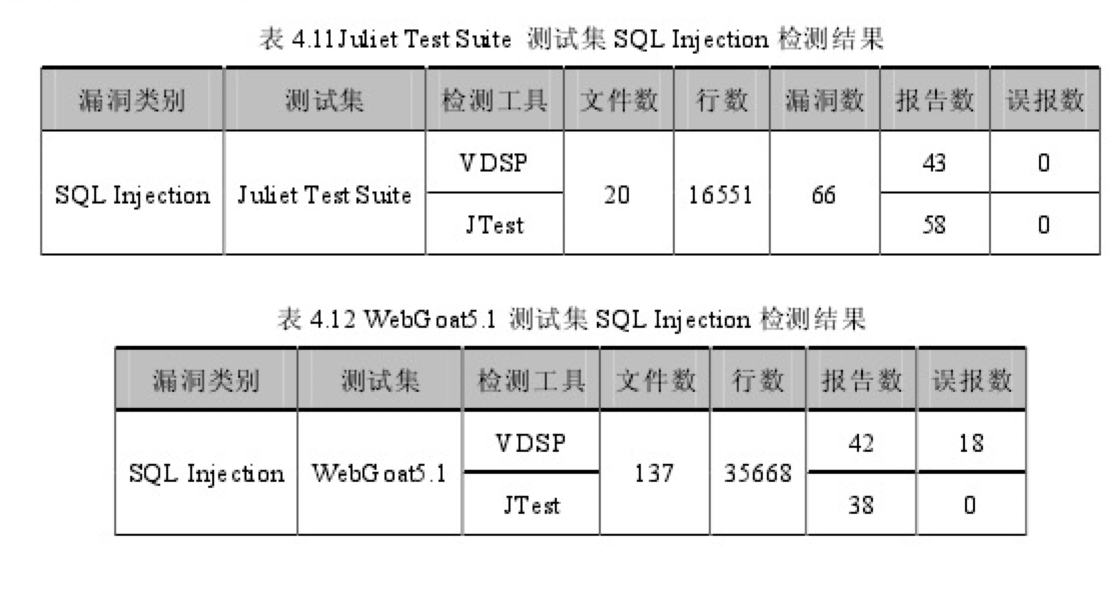 表 4.11Juliet Test Suite 测试集 SQL Injection 检测结果
漏洞类别 测试集 检测工具 文件数 行数 漏洞数 报告数 误报数
SQL Injection Juliet Test Suite VDSP 20 16551 66 43 0
JTest 58 0
表 4.12 WebGoat5.1 测试集 SQL Injection 检测结果
漏洞类别 测试集 检测工具 文件数 行数 报告数 误报数
SQL Injection WebGoat5.1 VDSP 137 35668 42 18
JTest 38 0